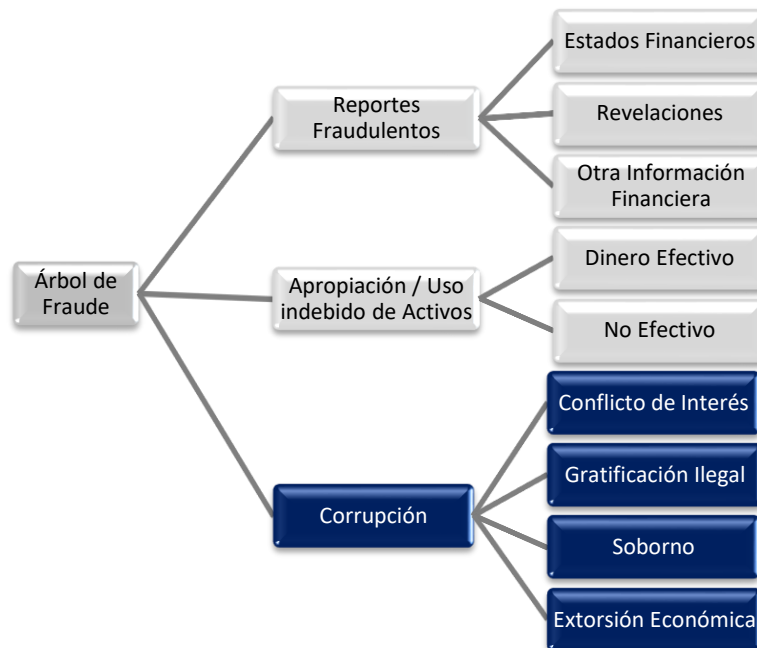 Árbol de
Fraude
Reportes
Fraudulentos
Estados Financieros
Revelaciones
Otra Información
Financiera
Apropiación / Uso
indebido de Activos
Dinero Efectivo
No Efectivo
Corrupción
Conflicto de Interés
Gratificación Ilegal
Soborno
Extorsión Económica